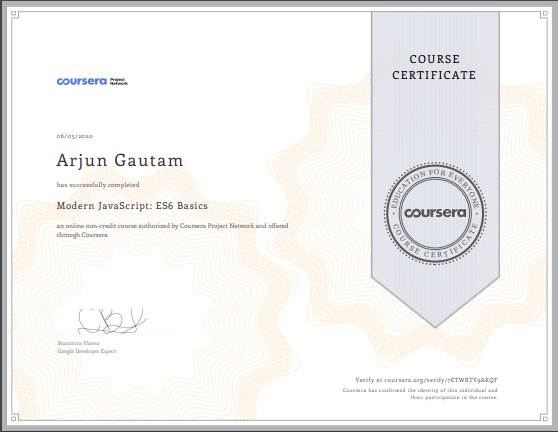 COURSE
CERTIFICATE
coursera Project
Network
06/05/2020
Arjun Gautam
has successfully completed
Modern JavaScript: ES6 Basics
an online non-credit course authorized by Coursera Project Network and offered
through Coursera
EDUCATION FOR EVERYONE
coursera
COURSE CERTIFICATE
Google Developer Expert
Verify at coursera.org/verify/7ETWBTY9AKQF
Coursera has confirmed the identity of this individual and
their participation in the course.